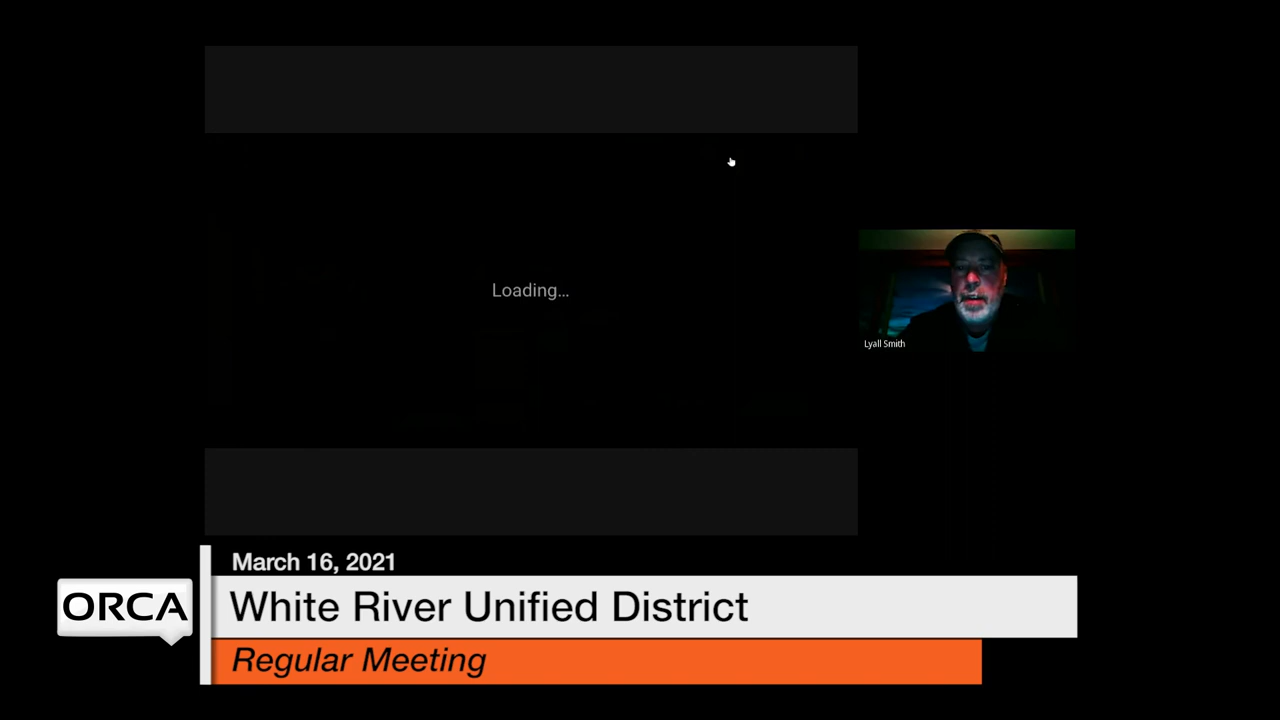 Loading...
Lyall Smith
March 16, 2021
ORCA
White River Unified District
Regular Meeting